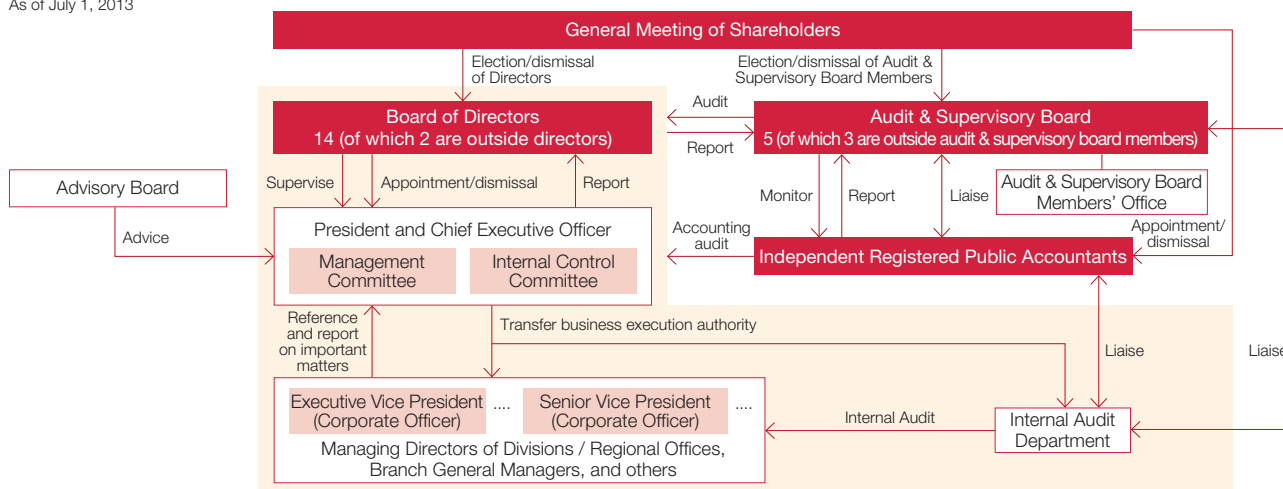 As of July 1, 2013
General Meeting of Shareholders
Election/dismissal
of Directors
Election/dismissal of Audit &
Supervisory Board Members
Board of Directors
14 (of which 2 are outside directors)
Audit
Report
Audit & Supervisory Board
5 (of which 3 are outside audit & supervisory board members)
Advisory Board
Supervise
Appointment/dismissal
Report
Monitor
Report
Liaise
Audit & Supervisory Board
Members' Office
Advice
President and Chief Executive Officer
Management
Committee
Internal Control
Committee
Accounting
audit
Independent Registered Public Accountants
Appointment/
dismissal
Reference
and report
on important
matters
Transfer business execution authority
Liaise
Liaise
Executive Vice President
(Corporate Officer)
....
Senior Vice President
(Corporate Officer)
....
Managing Directors of Divisions / Regional Offices,
Branch General Managers, and others
Internal Audit
Internal Audit
Department